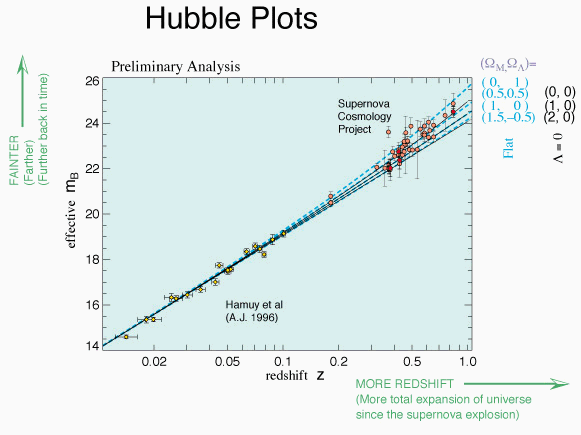 Hubble Plots
Preliminary Analysis
(Ω_M,Ω_Λ)=
( 0, 1)
(0.5,0.5) (0, 0)
( 1, 0 ) (1, 0)
(1.5,–0.5) (2, 0)
Flat
Λ = 0
FAINTER
(Farther)
(Further back in time)
effective m_B
26
24
22
20
18
16
14
Supernova
Cosmology
Project
Hamuy et al
(A.J. 1996)
0.02 0.05 0.1 0.2 0.5 1.0
redshift z
MORE REDSHIFT
(More total expansion of universe
since the supernova explosion)